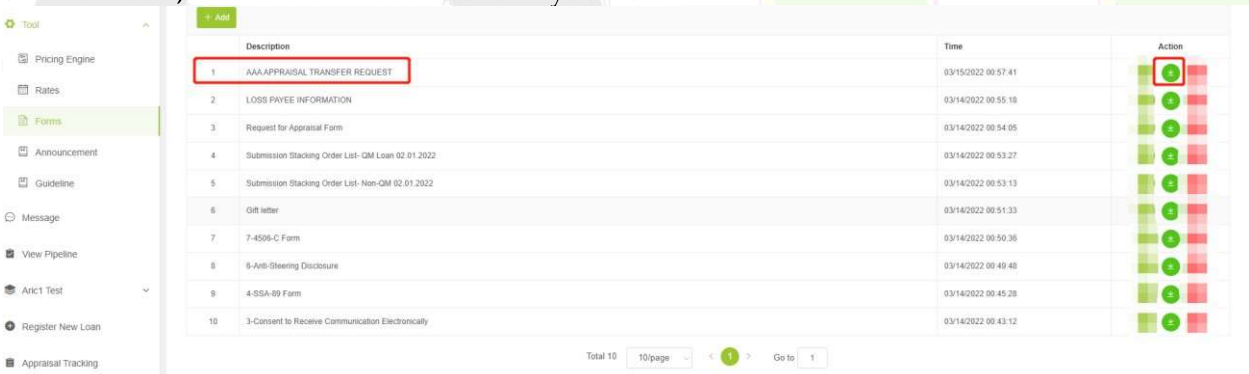 Tool
Pricing Engine
Rates
Forms
Announcement
Guideline
Message
View Pipeline
Aric1 Test
Register New Loan
Appraisal Tracking
+ Add
Description Time Action
1 AAA APPRAISAL TRANSFER REQUEST 03/15/2022 00:57:41
2 LOSS PAYEE INFORMATION 03/14/2022 00:55:18
3 Request for Appraisal Form 03/14/2022 00:54:05
4 Submission Stacking Order List- QM Loan 02.01.2022 03/14/2022 00:53:27
5 Submission Stacking Order List- Non-QM 02.01.2022 03/14/2022 00:53:13
6 Gift letter 03/14/2022 00:51:33
7 7-4506-C Form 03/14/2022 00:50:36
8 6-Anti-Steering Disclosure 03/14/2022 00:49:48
9 4-SSA-89 Form 03/14/2022 00:45:28
10 3-Consent to Receive Communication Electronically 03/14/2022 00:43:12
Total 10 10/page < 1 > Go to 1